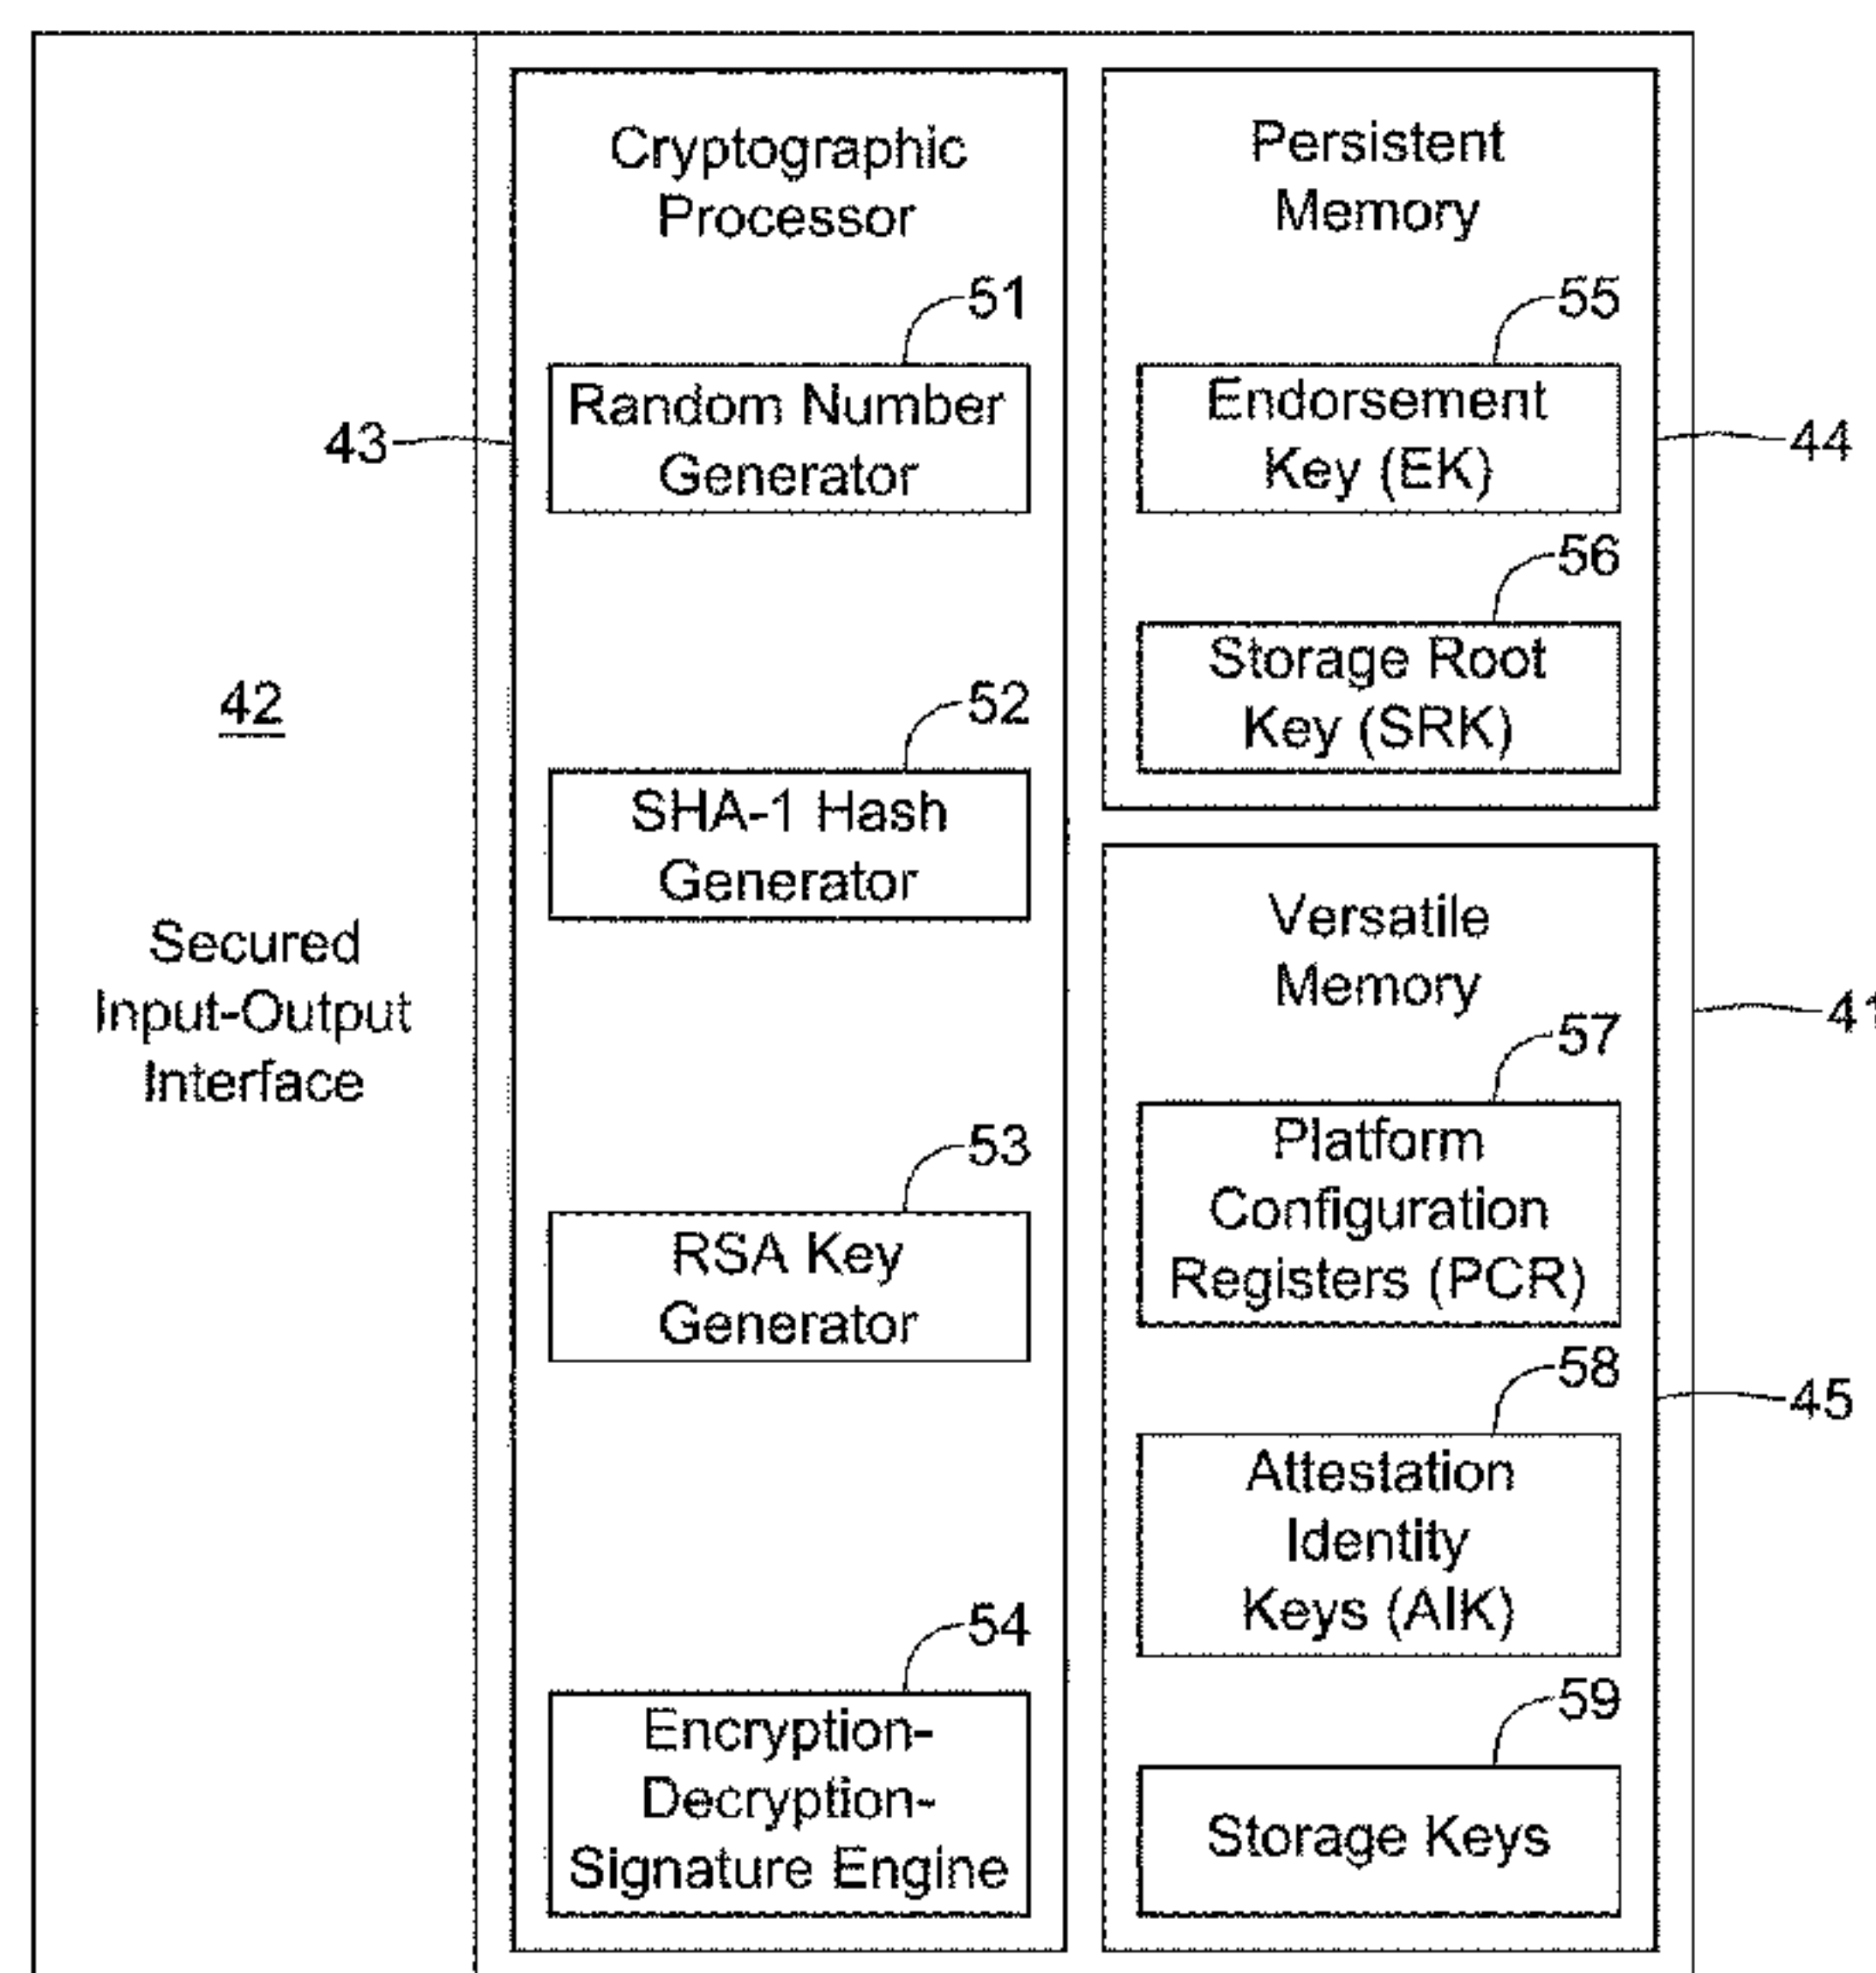 42
Secured
Input-Output
Interface
43
Cryptographic
Processor
51
Random Number
Generator
52
SHA-1 Hash
Generator
53
RSA Key
Generator
54
Encryption-
Decryption-
Signature Engine
Persistent
Memory
55
Endorsement
Key (EK)
56
Storage Root
Key (SRK)
44
Versatile
Memory
57
Platform
Configuration
Registers (PCR)
58
Attestation
Identity
Keys (AIK)
59
Storage Keys
41
45